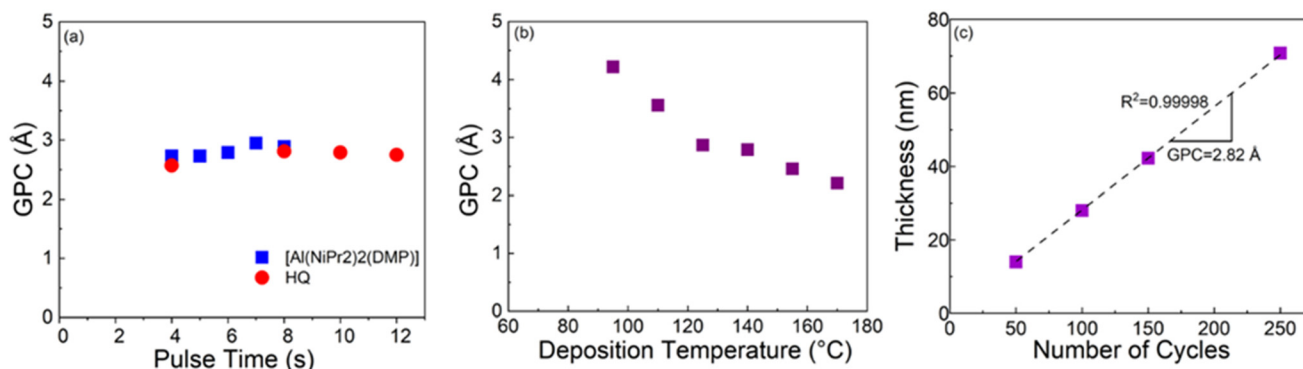 (a)
GPC (Å)
5
4
3
2
1
0
0 2 4 6 8 10 12
Pulse Time (s)
[Al(NiPr2)2(DMP)]
HQ
(b)
GPC (Å)
5
4
3
2
1
0
60 80 100 120 140 160 180
Deposition Temperature (°C)
(c)
Thickness (nm)
80
60
40
20
0
0 50 100 150 200 250
Number of Cycles
R²=0.99998
GPC=2.82 Å